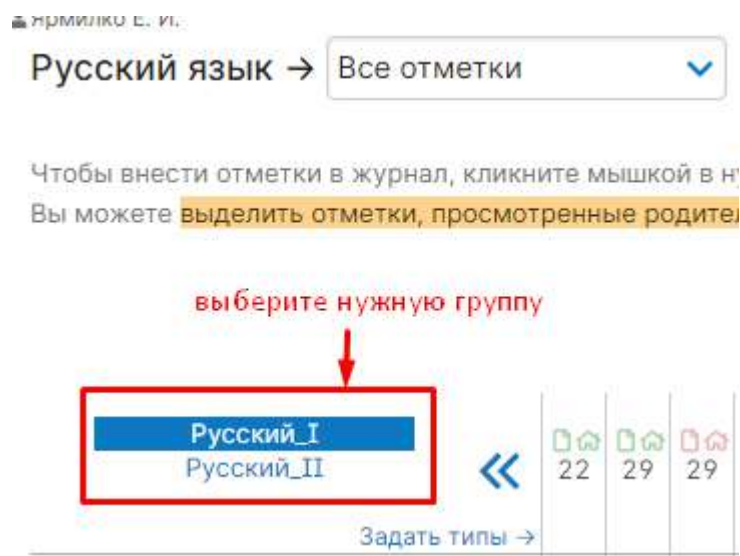 Ярмилко Е. И.
Русский язык → Все отметки
Чтобы внести отметки в журнал, кликните мышкой в
Вы можете выделить отметки, просмотренные
выберите нужную группу
Русский_I
Русский_II
22 29 29
Задать типы →